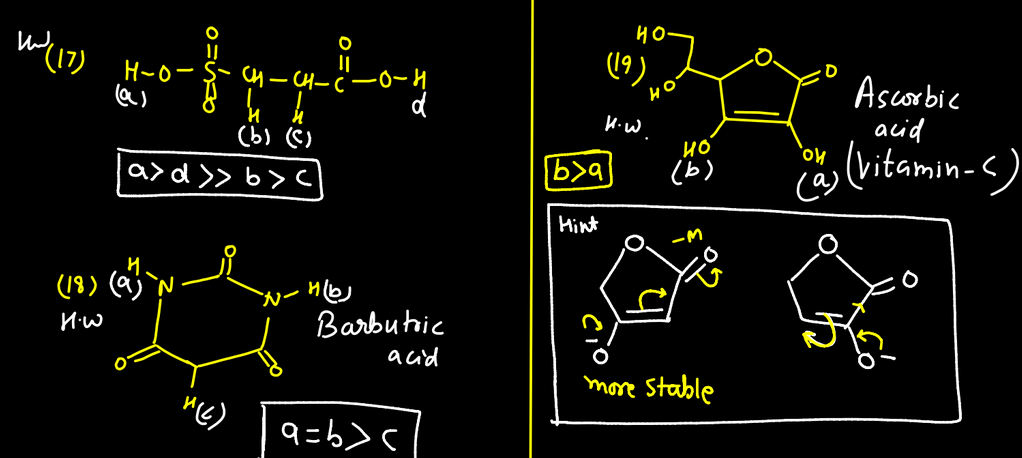 HW (17)
O
H-O-S-CH-CH-C-O-H
O
O
H H
(a) (b) (c) d
a > d >> b > c
(18) (a) H
H.W
N
O
N-H(b)
O
O
H(c)
Barbutric
acid
a = b > c
(19)
H.W.
HO
HO
O
O
HO
(b)
OH
(a)
Ascorbic
acid
(Vitamin-C)
b > a
Hint
O
-M
O
O
-
more stable
O
O
O-